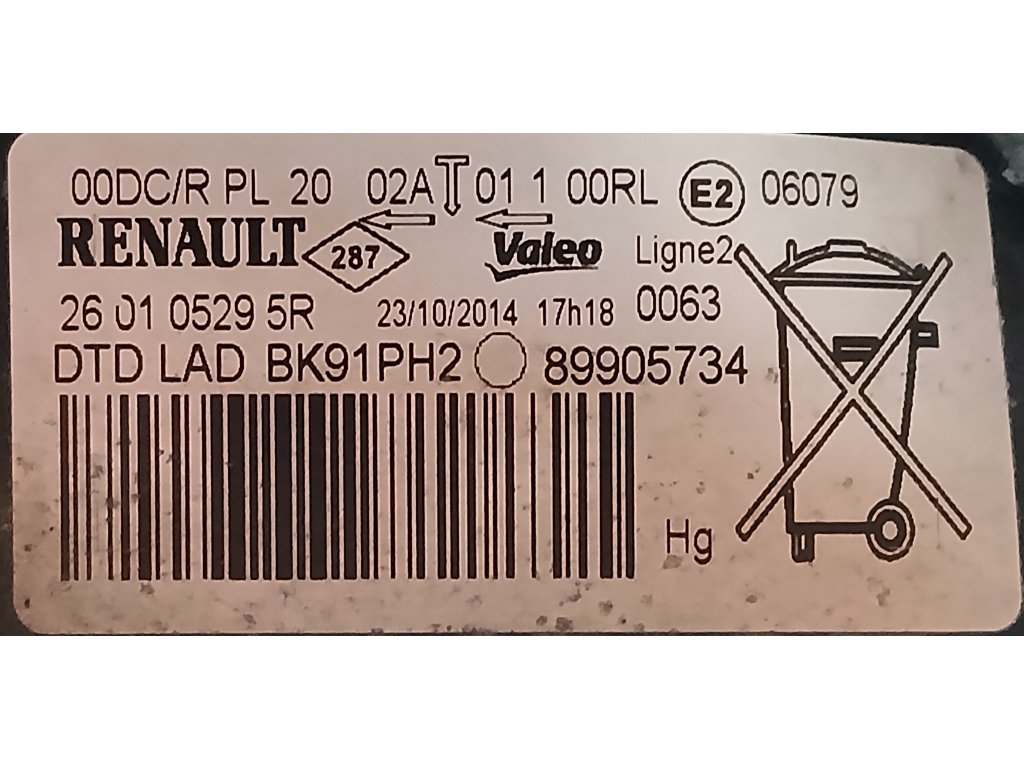 00DC/R PL 20 02A T 01 1 00RL E2 06079
RENAULT 287 Valeo Ligne2
26 01 0529 5R 23/10/2014 17h18 0063
DTD LAD BK91PH2 89905734
Hg